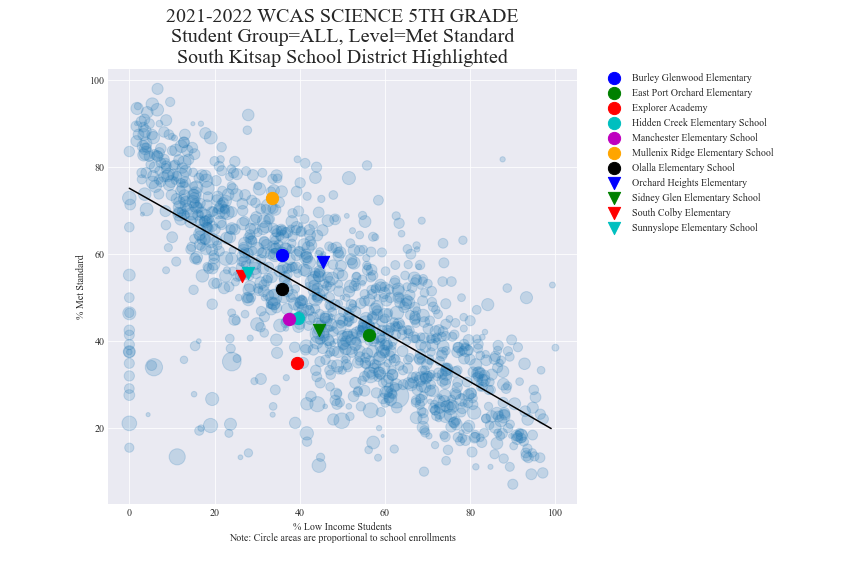 2021-2022 WCAS SCIENCE 5TH GRADE
Student Group=ALL, Level=Met Standard
South Kitsap School District Highlighted
100
80
60
40
20
% Met Standard
0
20
40
60
80
100
% Low Income Students
Note: Circle areas are proportional to school enrollments
Burley Glenwood Elementary
East Port Orchard Elementary
Explorer Academy
Hidden Creek Elementary School
Manchester Elementary School
Mullenix Ridge Elementary School
Olalla Elementary School
Orchard Heights Elementary
Sidney Glen Elementary School
South Colby Elementary
Sunnyslope Elementary School